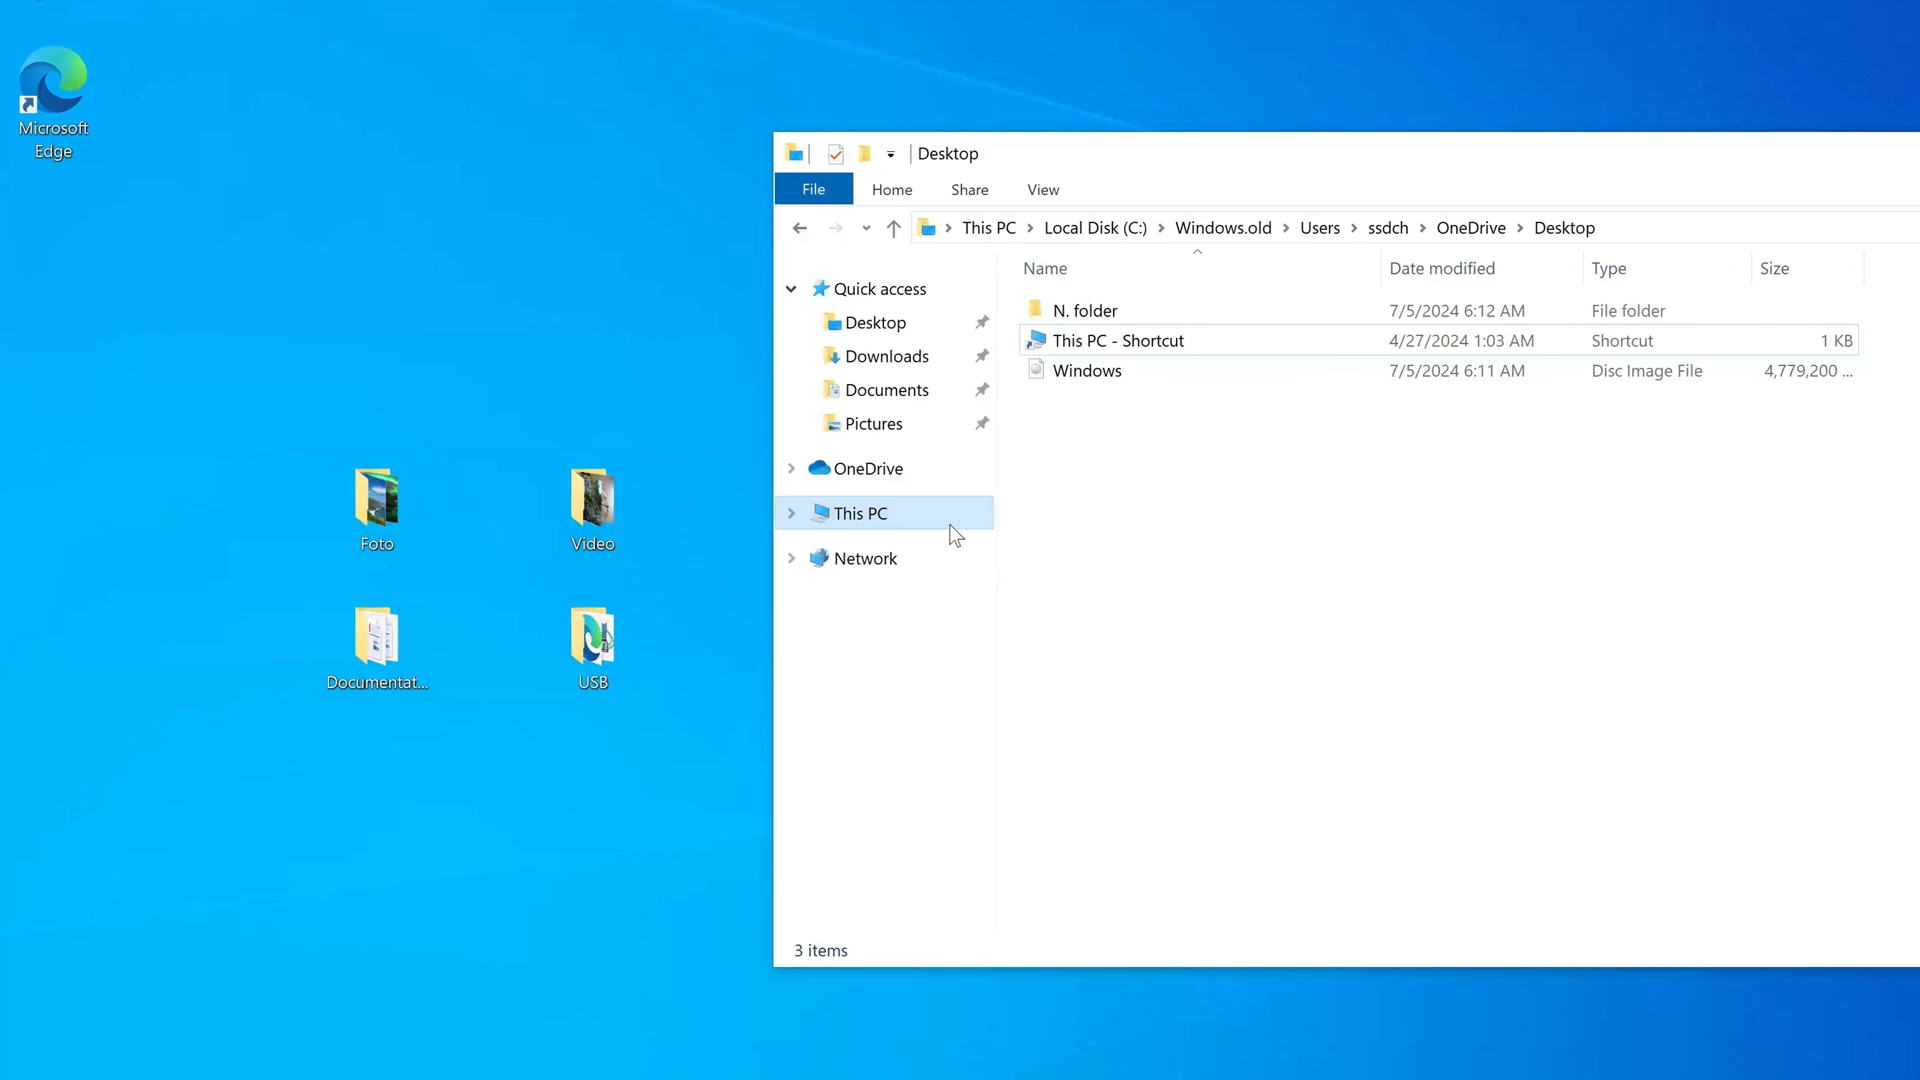 Microsoft
Edge
Foto
Video
Documentat...
USB
Desktop
File Home Share View
This PC Local Disk (C:) Windows.old Users ssdch OneDrive Desktop
Name Date modified Type Size
N. folder 7/5/2024 6:12 AM File folder
This PC - Shortcut 4/27/2024 1:03 AM Shortcut 1 KB
Windows 7/5/2024 6:11 AM Disc Image File 4,779,200 ...
Quick access
Desktop
Downloads
Documents
Pictures
OneDrive
This PC
Network
3 items